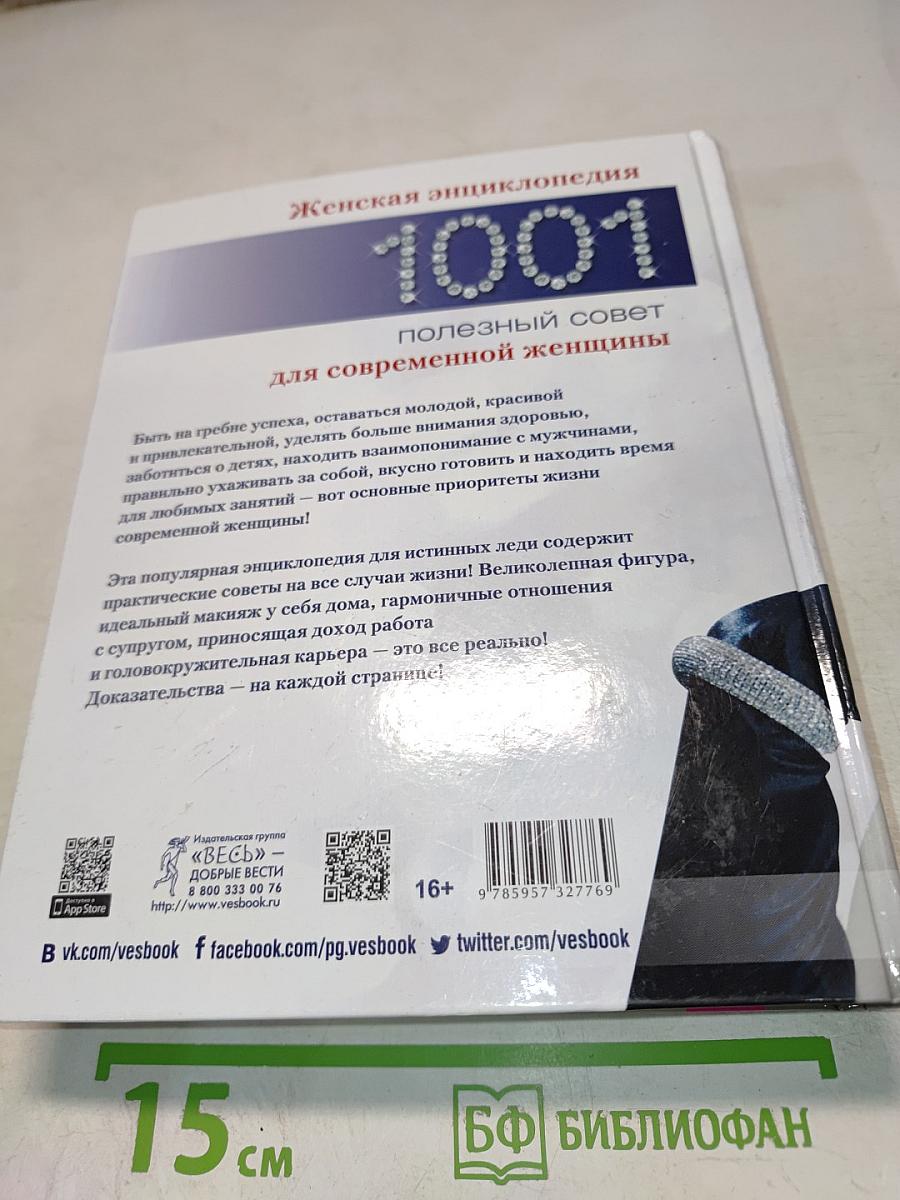 Женская энциклопедия
1001
полезный совет
для современной женщины
Быть на гребне успеха, оставаться молодой, красивой
и привлекательной, уделять больше внимания здоровью,
заботиться о детях, находить взаимопонимание с мужчинами,
правильно ухаживать за собой, вкусно готовить и находить время
для любимых занятий — вот основные приоритеты жизни
современной женщины!
Эта популярная энциклопедия для истинных леди содержит
практические советы на все случаи жизни! Великолепная фигура,
идеальный макияж у себя дома, гармоничные отношения
с супругом, приносящая доход работа
и головокружительная карьера — это все реально!
Доказательства — на каждой странице!
Доступно в
App Store
Издательская группа
«ВЕСЬ» —
ДОБРЫЕ ВЕСТИ
8 800 333 00 76
http://www.vesbook.ru
16+
9 785957 327769
B vk.com/vesbook f facebook.com/pg.vesbook twitter.com/vesbook
15 см
БФ БИБЛИОФАН